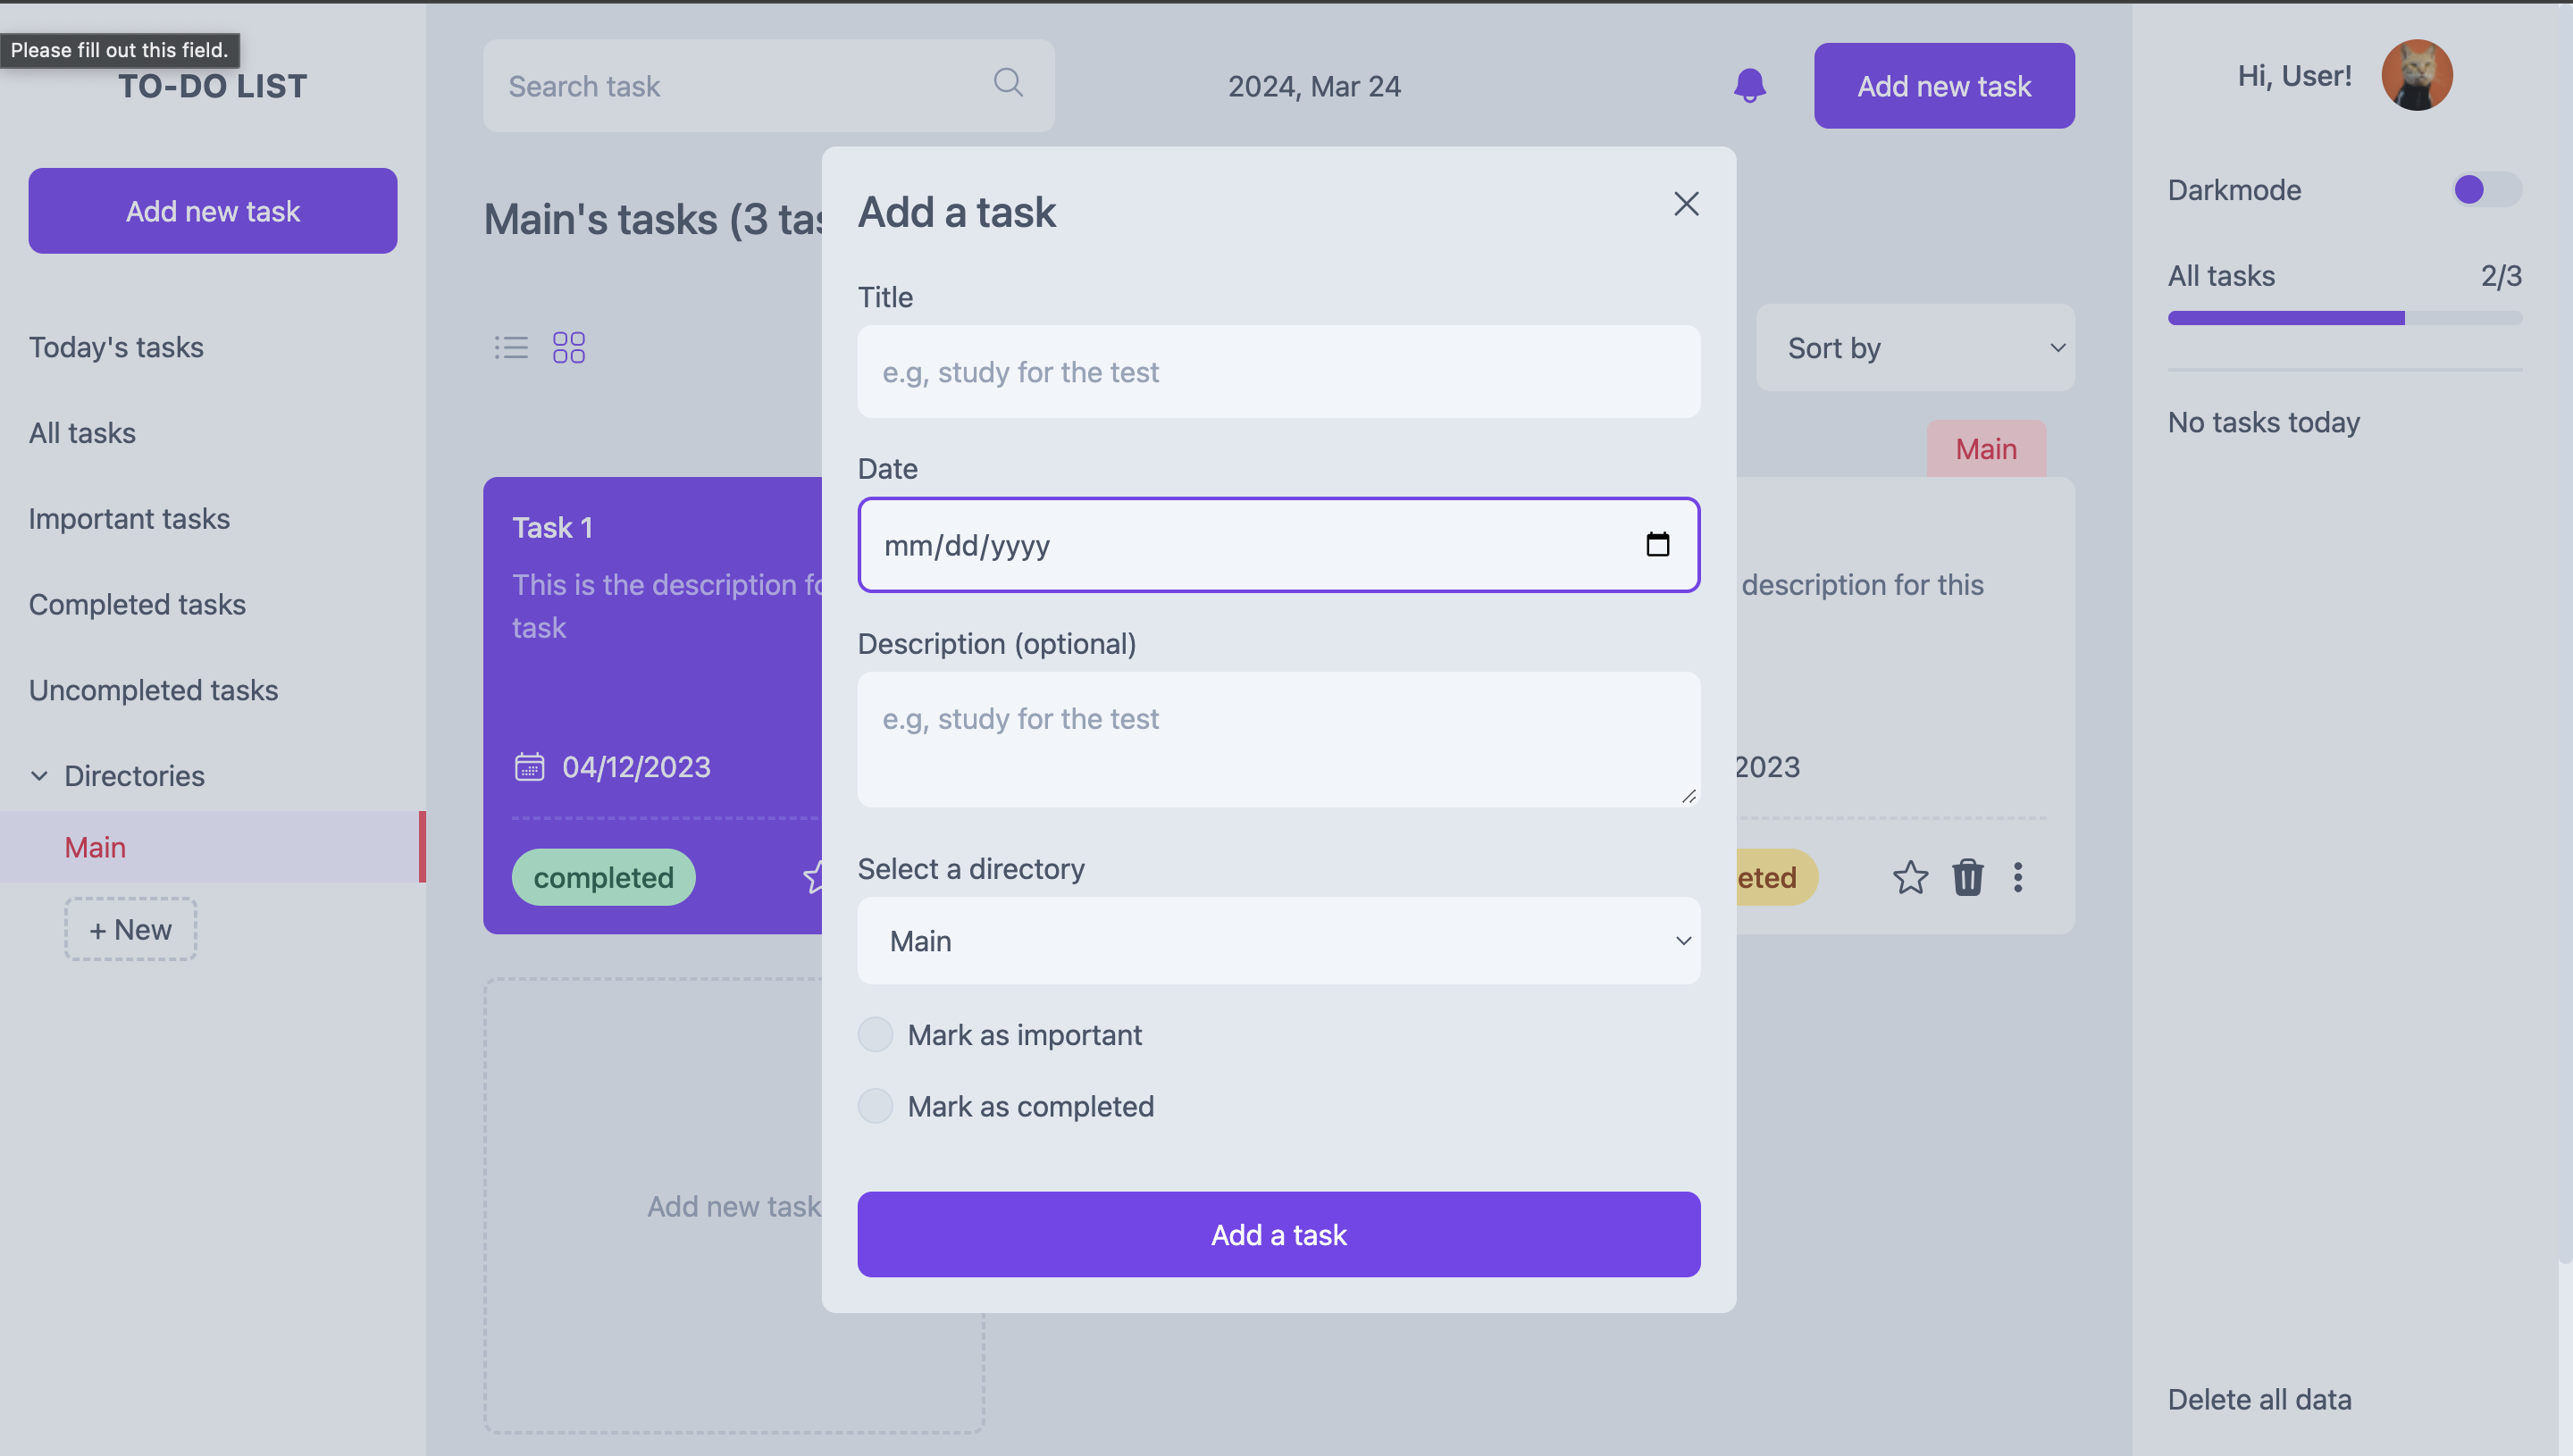 Please fill out this field.
TO-DO LIST
Add new task
Today's tasks
All tasks
Important tasks
Completed tasks
Uncompleted tasks
Directories
Main
+ New
Search task
2024, Mar 24
Add new task
Main's tasks (3
Sort by
Task 1
This is the description
task
04/12/2023
completed
Add new task
Main
description for this
2023
Add a task
Title
e.g, study for the test
Date
mm/dd/yyyy
Description (optional)
e.g, study for the test
Select a directory
Main
Mark as important
Mark as completed
Add a task
Hi, User!
Darkmode
All tasks 2/3
No tasks today
Delete all data